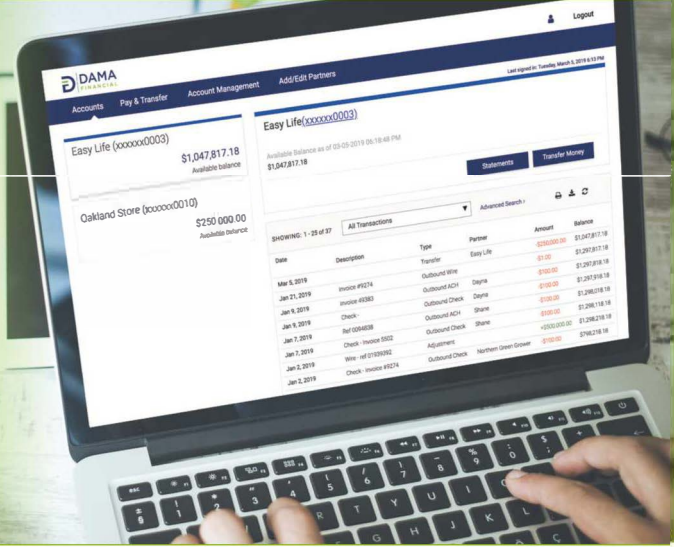 Logout
DAMA
FINANCIAL
Last signed in: Tuesday, March 5, 2019 6:13 PM
Accounts Pay & Transfer Account Management Add/Edit Partners
Easy Life (xxxxxx0003)
$1,047,817.18
Available balance
Oakland Store (xxxxxx0010)
$250 000.00
Available balance
Easy Life(xxxxxx0003)
Available Balance as of 03-05-2019 06:18:48 PM
$1,047,817.18
Statements Transfer Money
SHOWING: 1 - 25 of 37 All Transactions Advanced Search ›
Date Description Type Partner Amount Balance
Mar 5, 2019 Transfer Easy Life -$250,000.00 $1,047,817.18
Jan 21, 2019 Invoice #9274 Outbound Wire -$1.00 $1,297,817.18
Jan 9, 2019 Invoice 49383 Outbound ACH Dayna -$100.00 $1,297,818.18
Jan 9, 2019 Check - Outbound Check Dayna -$100.00 $1,297,918.18
Jan 7, 2019 Ref 0094838 Outbound ACH Shane -$100.00 $1,298,018.18
Jan 7, 2019 Check - Invoice 5502 Outbound Check Shane -$100.00 $1,298,118.18
Jan 2, 2019 Wire - ref 01939392 Adjustment +$500,000.00 $1,298,218.18
Jan 2, 2019 Check - Invoice #9274 Outbound Check Northern Green Grower -$100.00 $798,218.18
esc
R T Y U
G H J K L